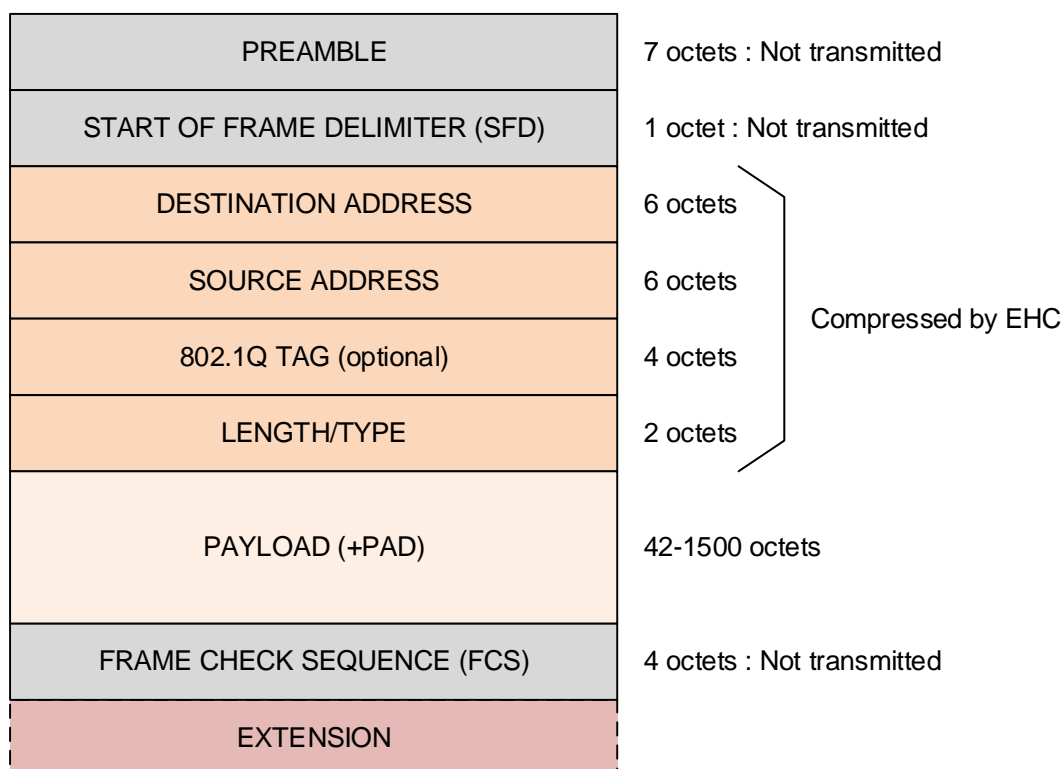 PREAMBLE 7 octets : Not transmitted
START OF FRAME DELIMITER (SFD) 1 octet : Not transmitted
DESTINATION ADDRESS 6 octets
SOURCE ADDRESS 6 octets
Compressed by EHC
802.1Q TAG (optional) 4 octets
LENGTH/TYPE 2 octets
PAYLOAD (+PAD) 42-1500 octets
FRAME CHECK SEQUENCE (FCS) 4 octets : Not transmitted
EXTENSION